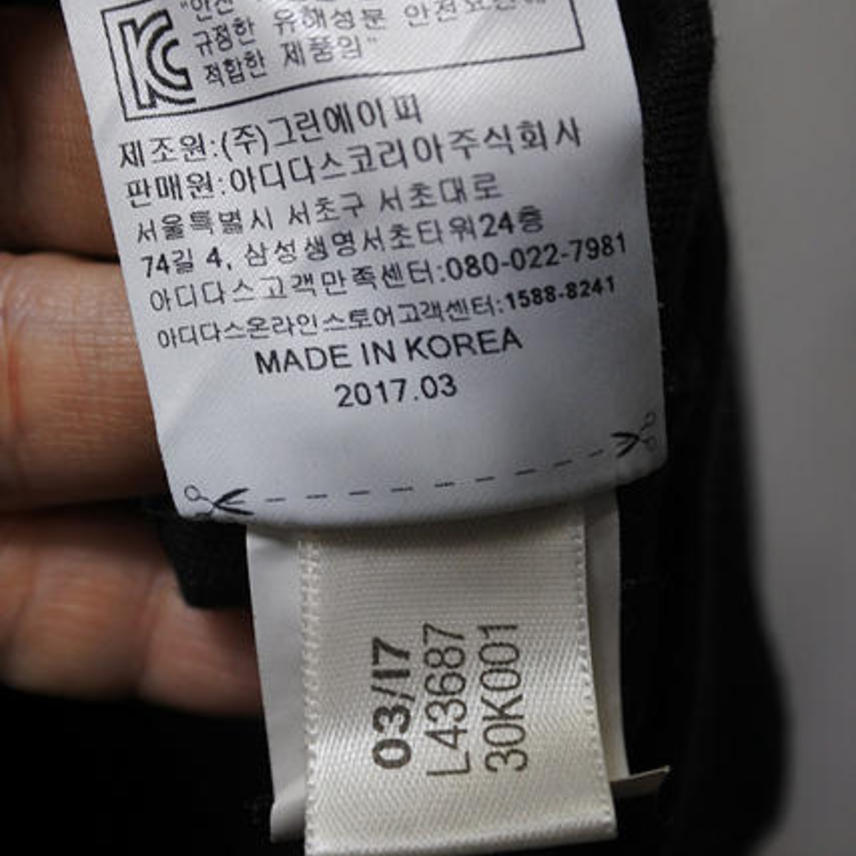 KC
"안전
규정한 유해성분 안전요건에
적합한 제품임"
제조원:(주)그린에이피
판매원:아디다스코리아주식회사
서울특별시 서초구 서초대로
74길 4, 삼성생명서초타워24층
아디다스고객만족센터:080-022-7981
아디다스온라인스토어고객센터:1588-8241
MADE IN KOREA
2017.03
03/17
L43687
30K001